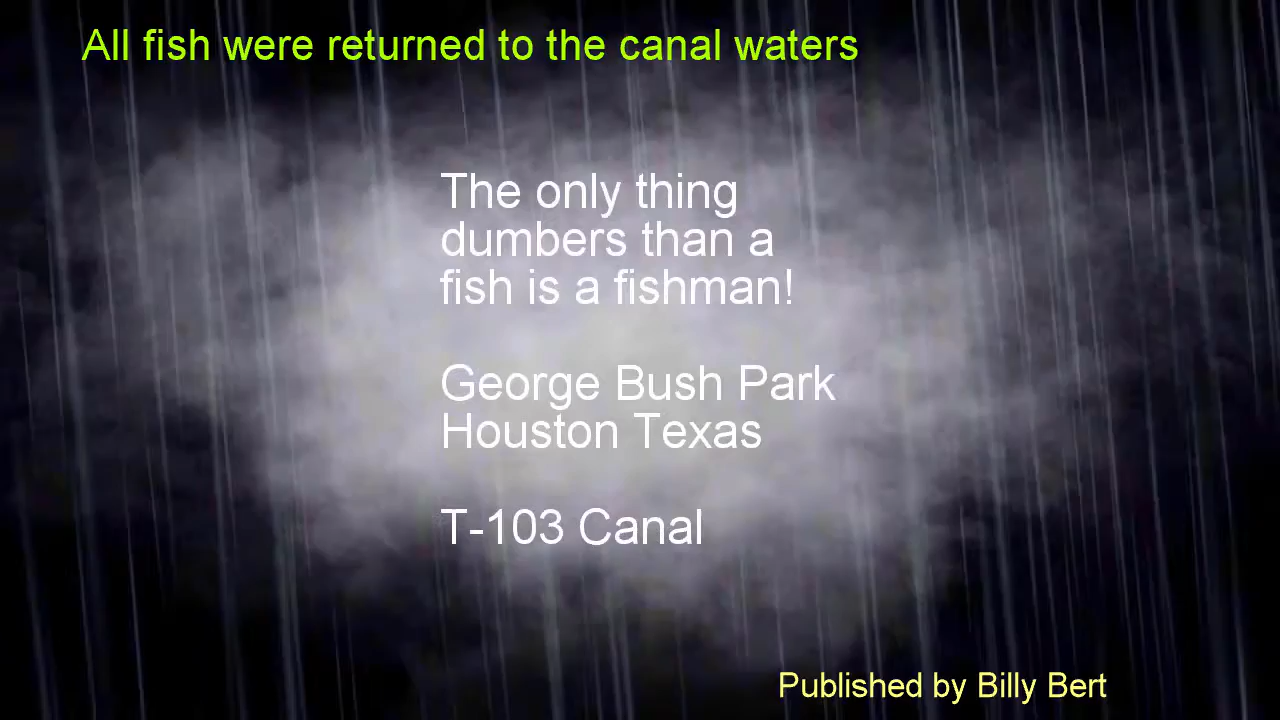 All fish were returned to the canal waters
The only thing
dumbers than a
fish is a fishman!
George Bush Park
Houston Texas
T-103 Canal
Published by Billy Bert